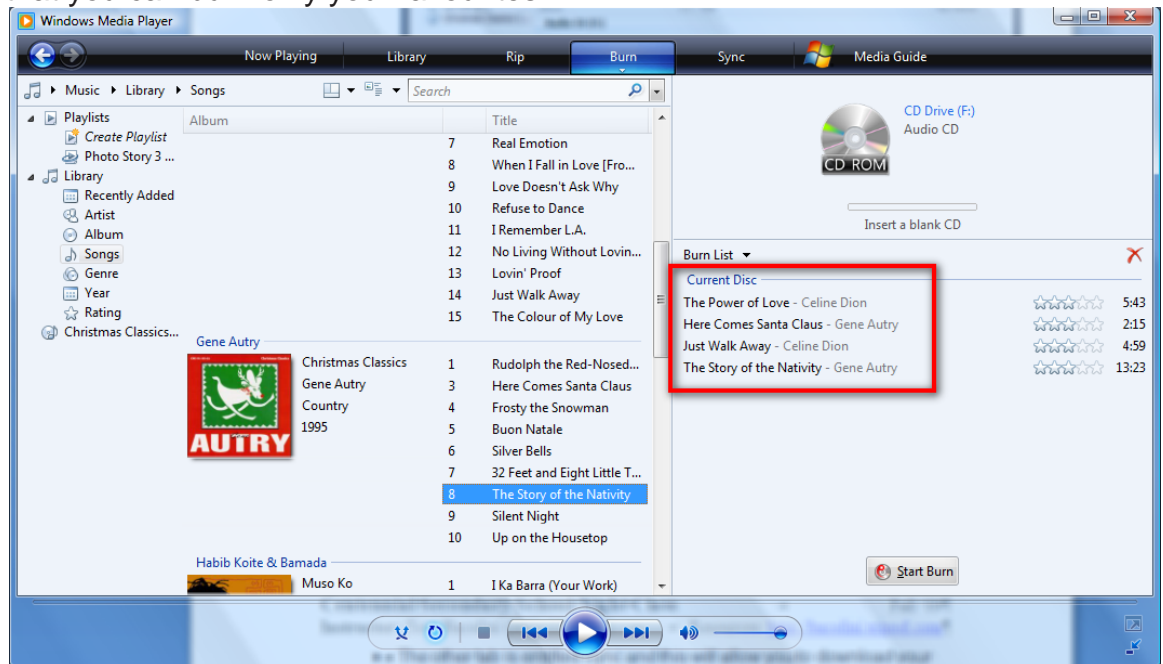 Windows Media Player
Now Playing Library Rip Burn Sync Media Guide
Music Library Songs Search
Playlists
Create Playlist
Photo Story 3 ...
Library
Recently Added
Artist
Album
Songs
Genre
Year
Rating
Christmas Classics...
Album Title
7 Real Emotion
8 When I Fall in Love [Fro...
9 Love Doesn't Ask Why
10 Refuse to Dance
11 I Remember L.A.
12 No Living Without Lovin...
13 Lovin' Proof
14 Just Walk Away
15 The Colour of My Love
Gene Autry
AUTRY
Christmas Classics
Gene Autry
Country
1995
1 Rudolph the Red-Nosed...
3 Here Comes Santa Claus
4 Frosty the Snowman
5 Buon Natale
6 Silver Bells
7 32 Feet and Eight Little T...
8 The Story of the Nativity
9 Silent Night
10 Up on the Housetop
Habib Koite & Bamada
Muso Ko
1 I Ka Barra (Your Work)
CD ROM
CD Drive (F:)
Audio CD
Insert a blank CD
Burn List
Current Disc
The Power of Love - Celine Dion 5:43
Here Comes Santa Claus - Gene Autry 2:15
Just Walk Away - Celine Dion 4:59
The Story of the Nativity - Gene Autry 13:23
Start Burn